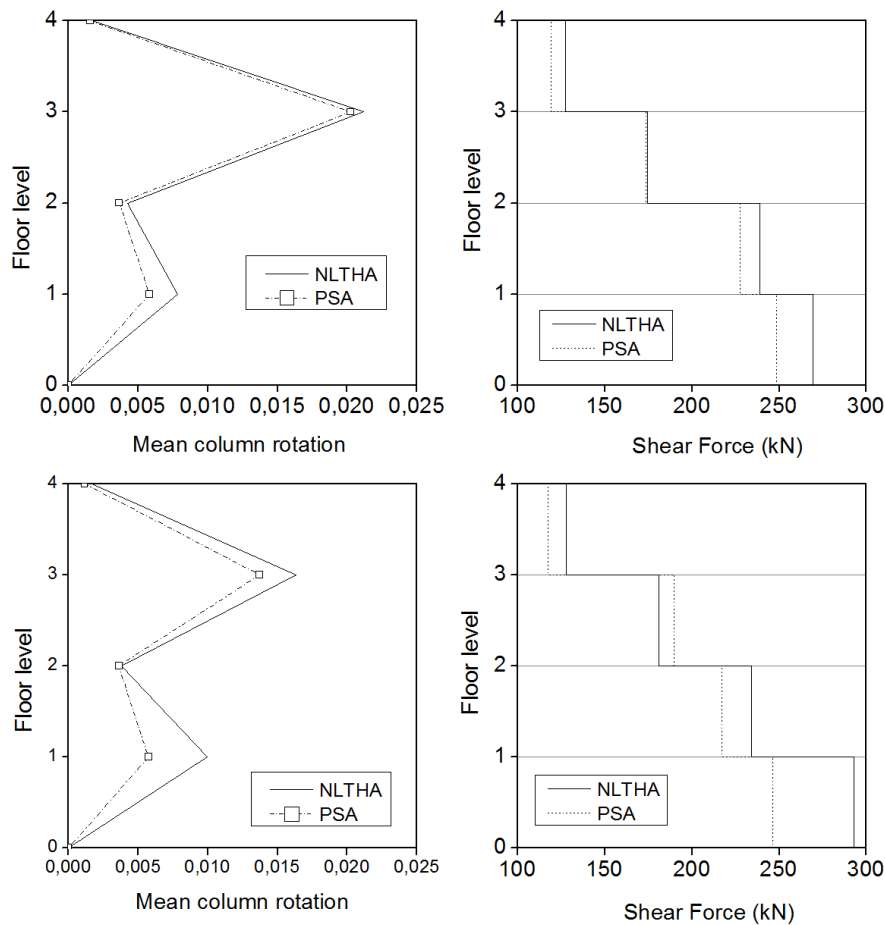 4
3
2
1
0
Floor level
NLTHA
PSA
0,000 0,005 0,010 0,015 0,020 0,025
Mean column rotation
4
3
2
1
0
Floor level
NLTHA
PSA
100 150 200 250 300
Shear Force (kN)
4
3
2
1
0
Floor level
NLTHA
PSA
0,000 0,005 0,010 0,015 0,020 0,025
Mean column rotation
4
3
2
1
0
Floor level
NLTHA
PSA
100 150 200 250 300
Shear Force (kN)